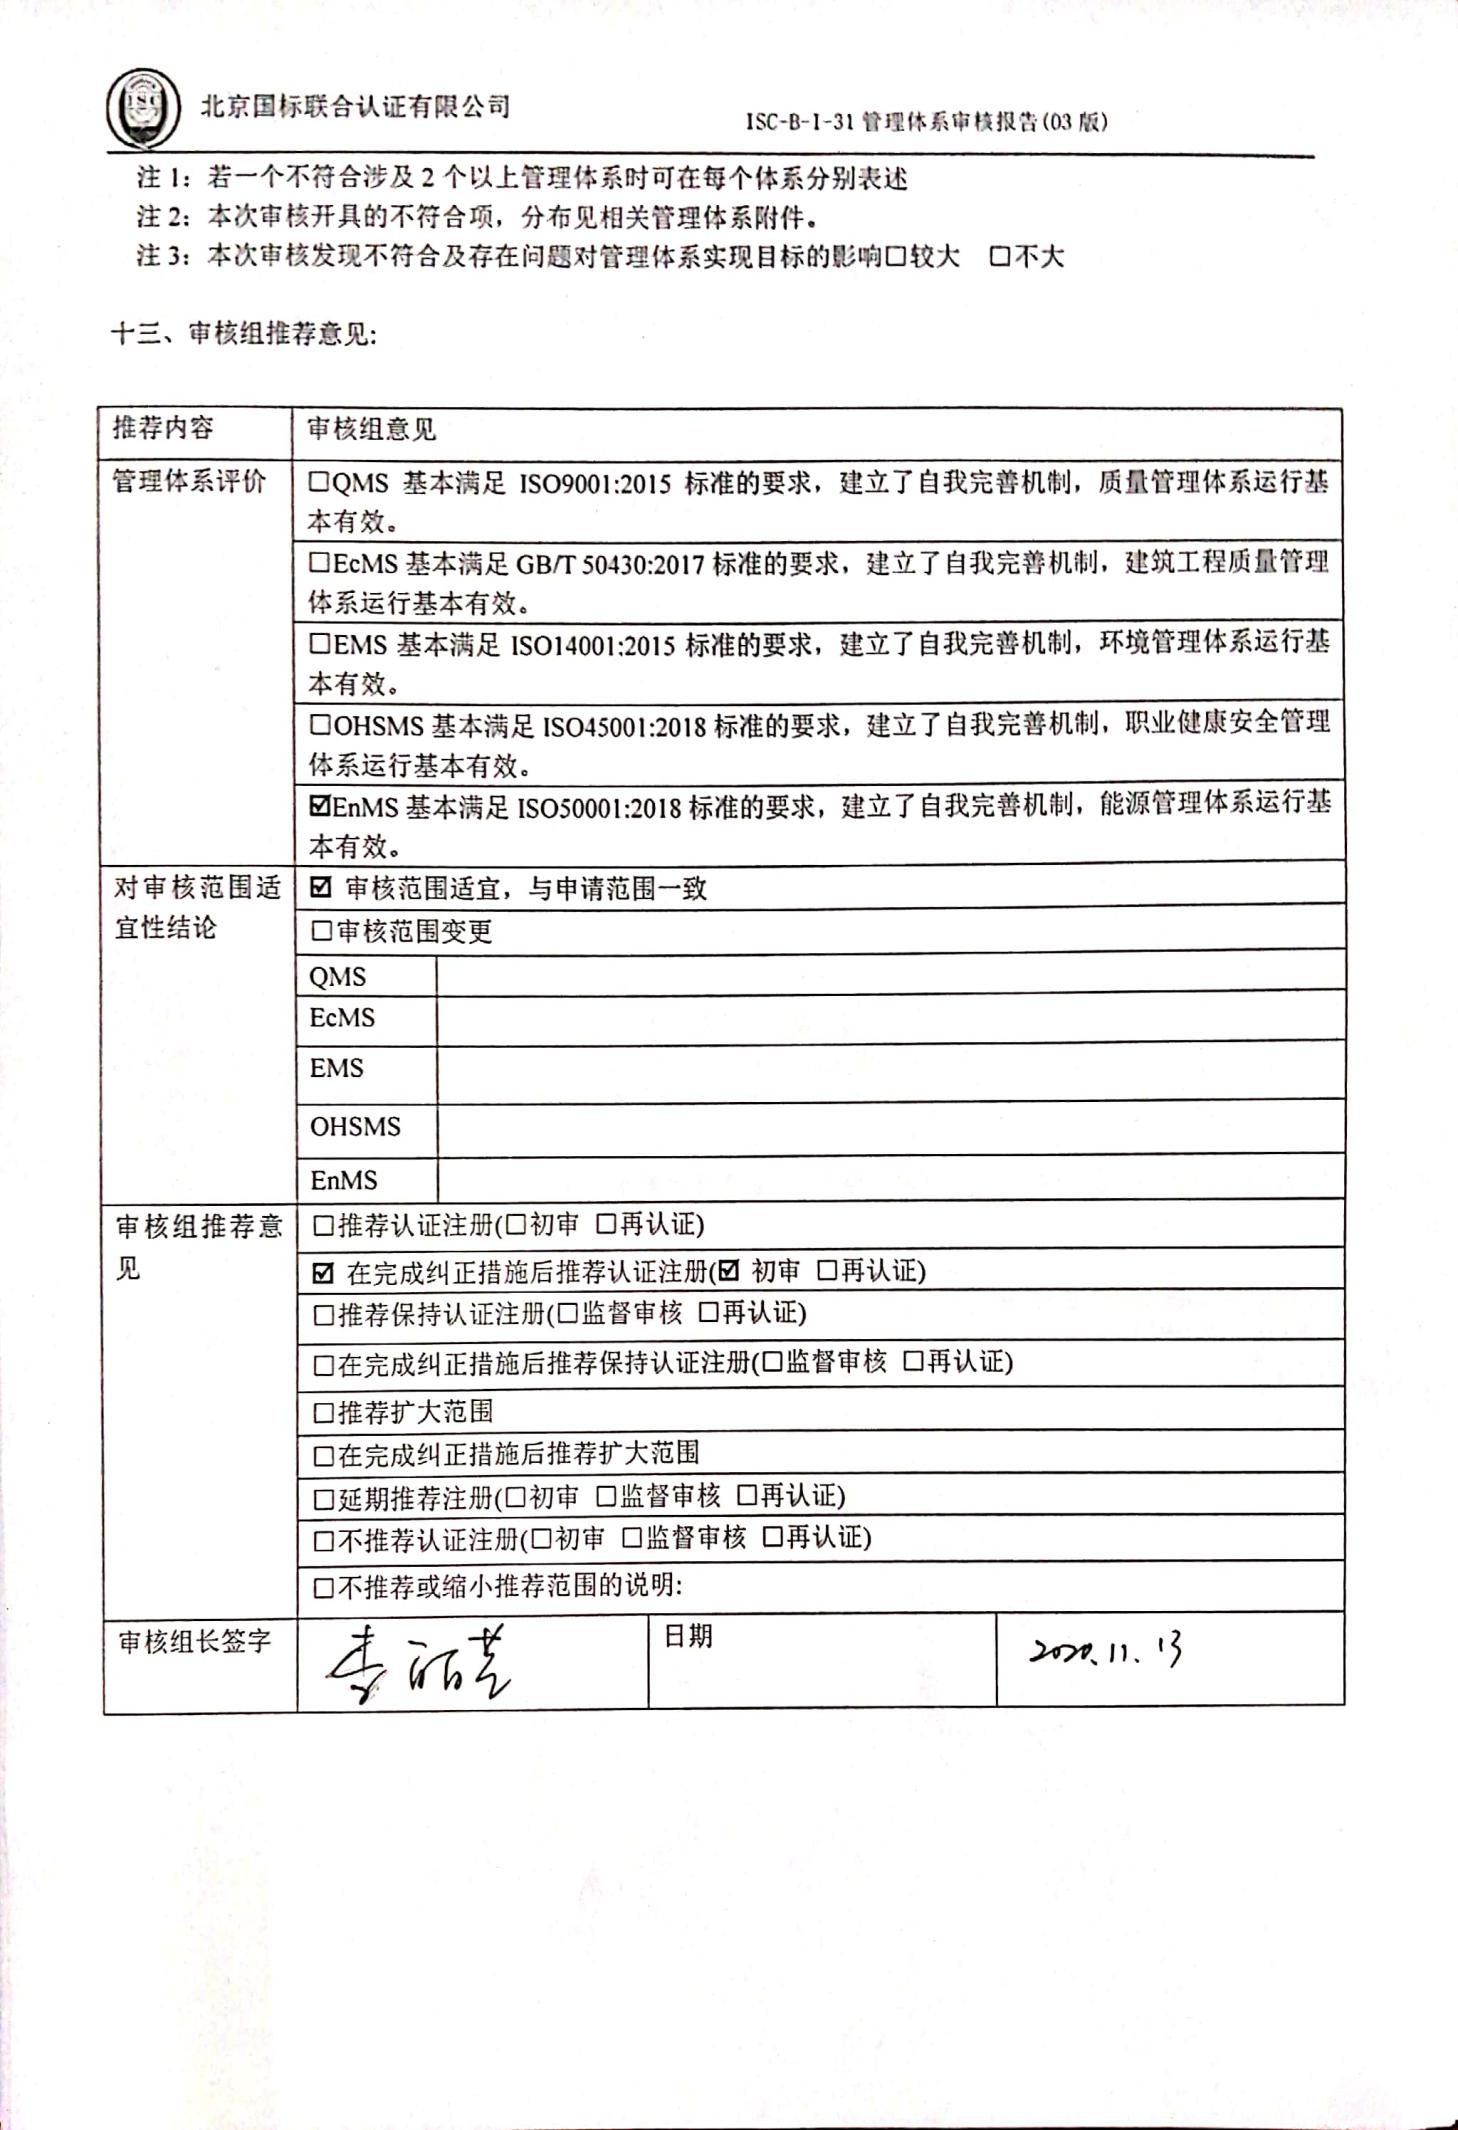 ISC
北京国标联合认证有限公司
ISC-B-I-31 管理体系审核报告(03 版)
注 1：若一个不符合涉及 2 个以上管理体系时可在每个体系分别表述
注 2：本次审核开具的不符合项，分布见相关管理体系附件。
注 3：本次审核发现不符合及存在问题对管理体系实现目标的影响□较大 □不大
十三、审核组推荐意见:
推荐内容
审核组意见
管理体系评价
□QMS 基本满足 ISO9001:2015 标准的要求，建立了自我完善机制，质量管理体系运行基
本有效。
□EcMS 基本满足 GB/T 50430:2017 标准的要求，建立了自我完善机制，建筑工程质量管理
体系运行基本有效。
□EMS 基本满足 ISO14001:2015 标准的要求，建立了自我完善机制，环境管理体系运行基
本有效。
□OHSMS 基本满足 ISO45001:2018 标准的要求，建立了自我完善机制，职业健康安全管理
体系运行基本有效。
☑EnMS 基本满足 ISO50001:2018 标准的要求，建立了自我完善机制，能源管理体系运行基
本有效。
对审核范围适
宜性结论
☑ 审核范围适宜，与申请范围一致
□审核范围变更
QMS
EcMS
EMS
OHSMS
EnMS
审核组推荐意
见
□推荐认证注册(□初审 □再认证)
☑ 在完成纠正措施后推荐认证注册(☑ 初审 □再认证)
□推荐保持认证注册(□监督审核 □再认证)
□在完成纠正措施后推荐保持认证注册(□监督审核 □再认证)
□推荐扩大范围
□在完成纠正措施后推荐扩大范围
□延期推荐注册(□初审 □监督审核 □再认证)
□不推荐认证注册(□初审 □监督审核 □再认证)
□不推荐或缩小推荐范围的说明:
审核组长签字
日期
2020.11.13